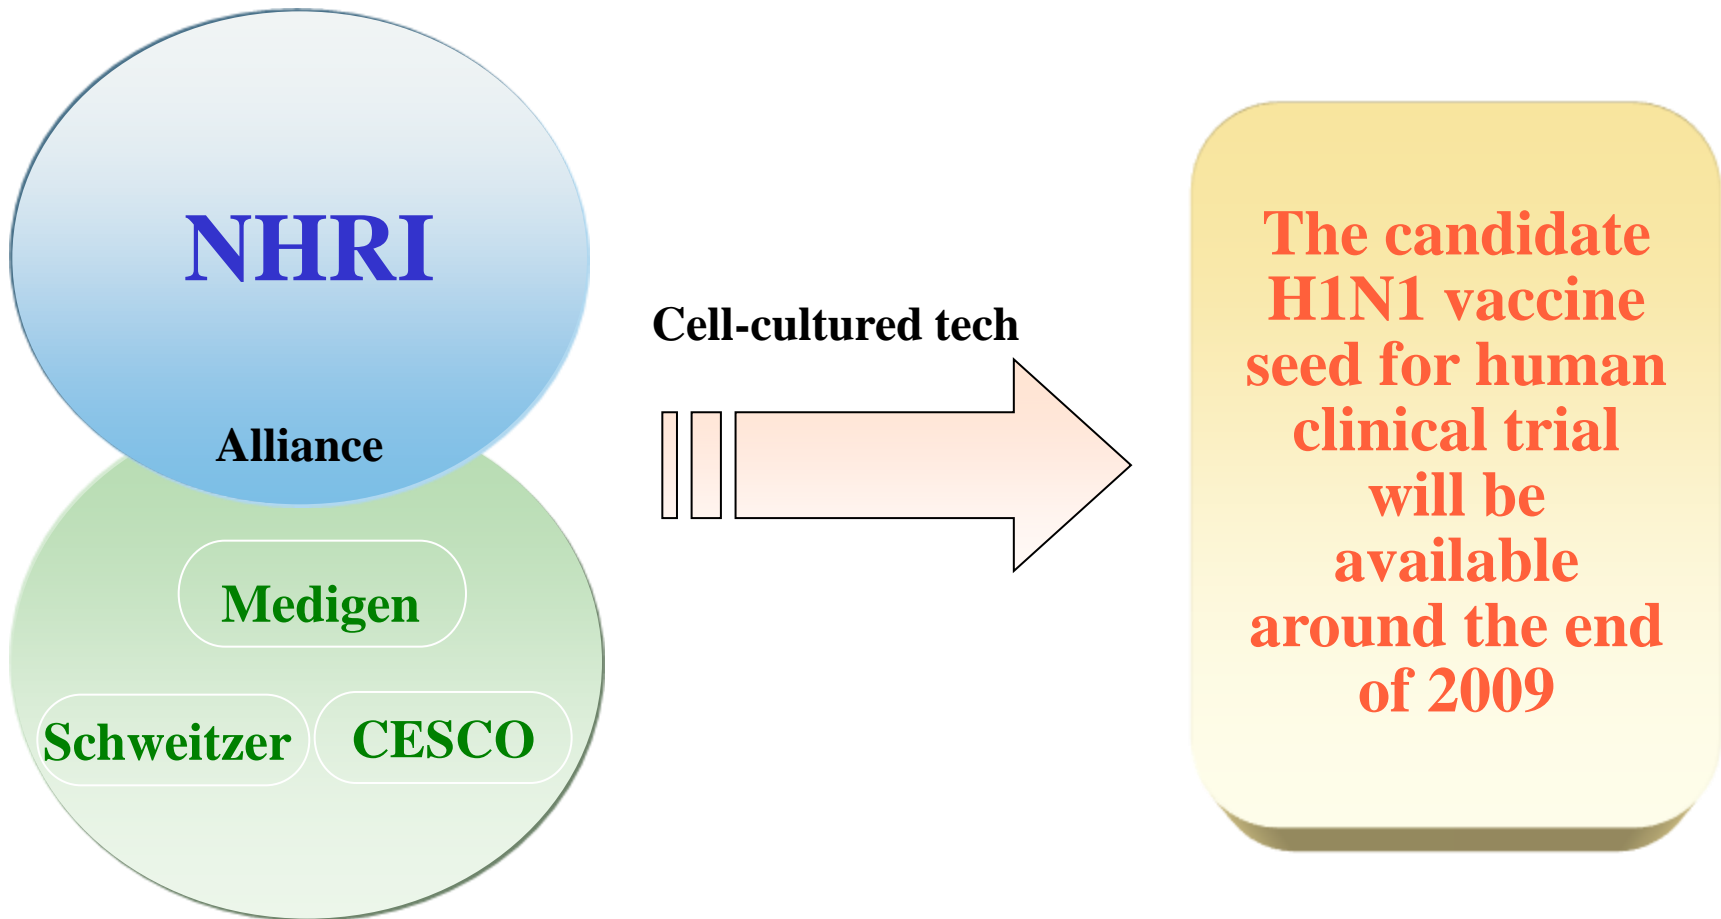 NHRI
Alliance
Medigen
Schweitzer
CESCO
Cell-cultured tech
The candidate
H1N1 vaccine
seed for human
clinical trial
will be
available
around the end
of 2009